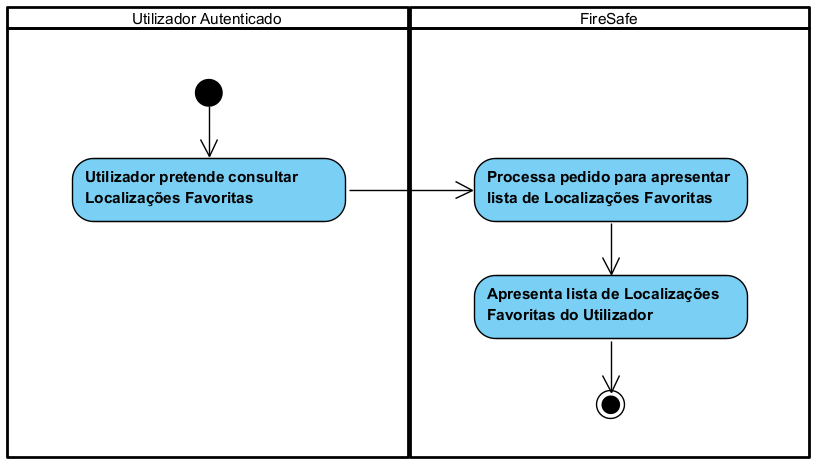 Utilizador Autenticado
FireSafe
Utilizador pretende consultar
Localizações Favoritas
Processa pedido para apresentar
lista de Localizações Favoritas
Apresenta lista de Localizações
Favoritas do Utilizador